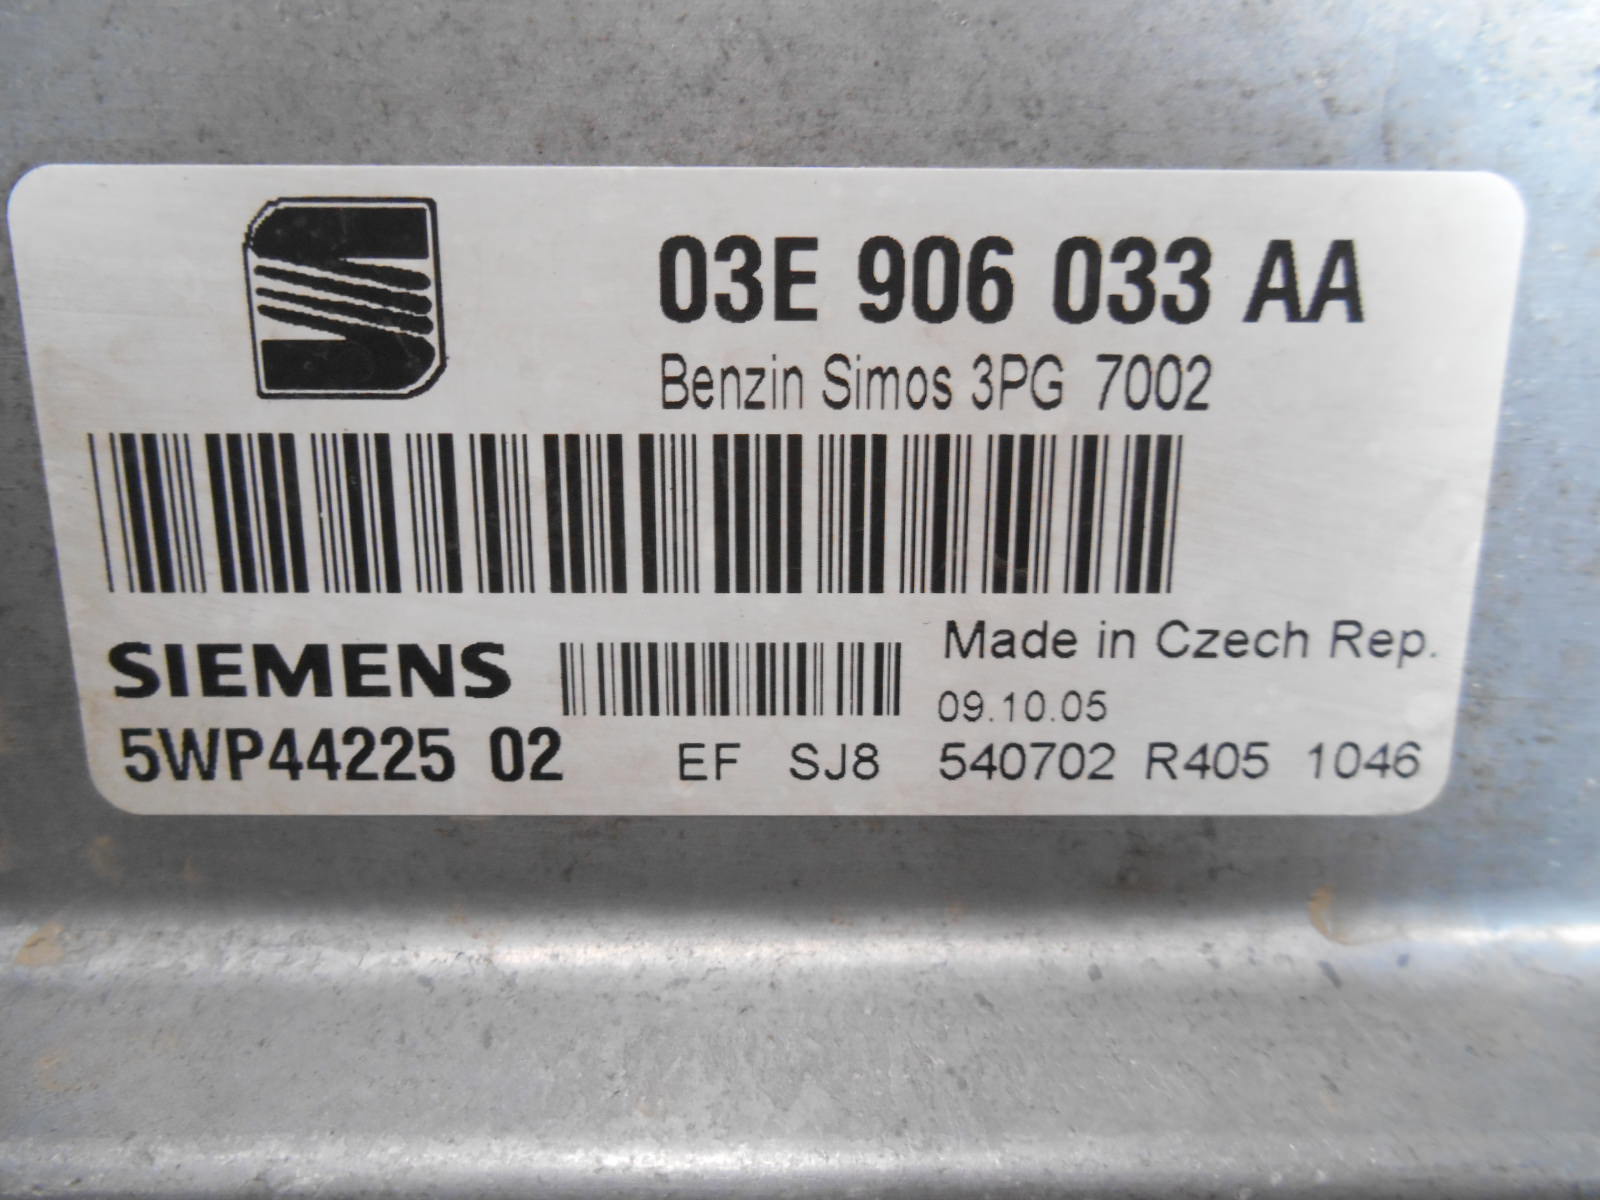 03E 906 033 AA
Benzin Simos 3PG 7002
SIEMENS
Made in Czech Rep.
09.10.05
5WP44225 02
EF SJ8 540702 R405 1046